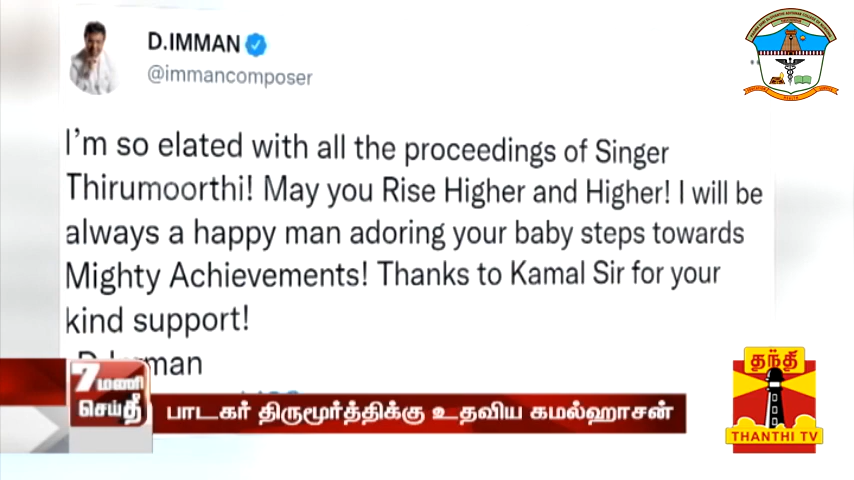 D.IMMAN
@immancomposer
I'm so elated with all the proceedings of Singer
Thirumoorthi! May you Rise Higher and Higher! I will be
always a happy man adoring your baby steps towards
Mighty Achievements! Thanks to Kamal Sir for your
kind support!
7 மணி
செய்தீ
பாடகர் திருமூர்த்திக்கு உதவிய கமல்ஹாசன்
தந்தி
THANTHI TV